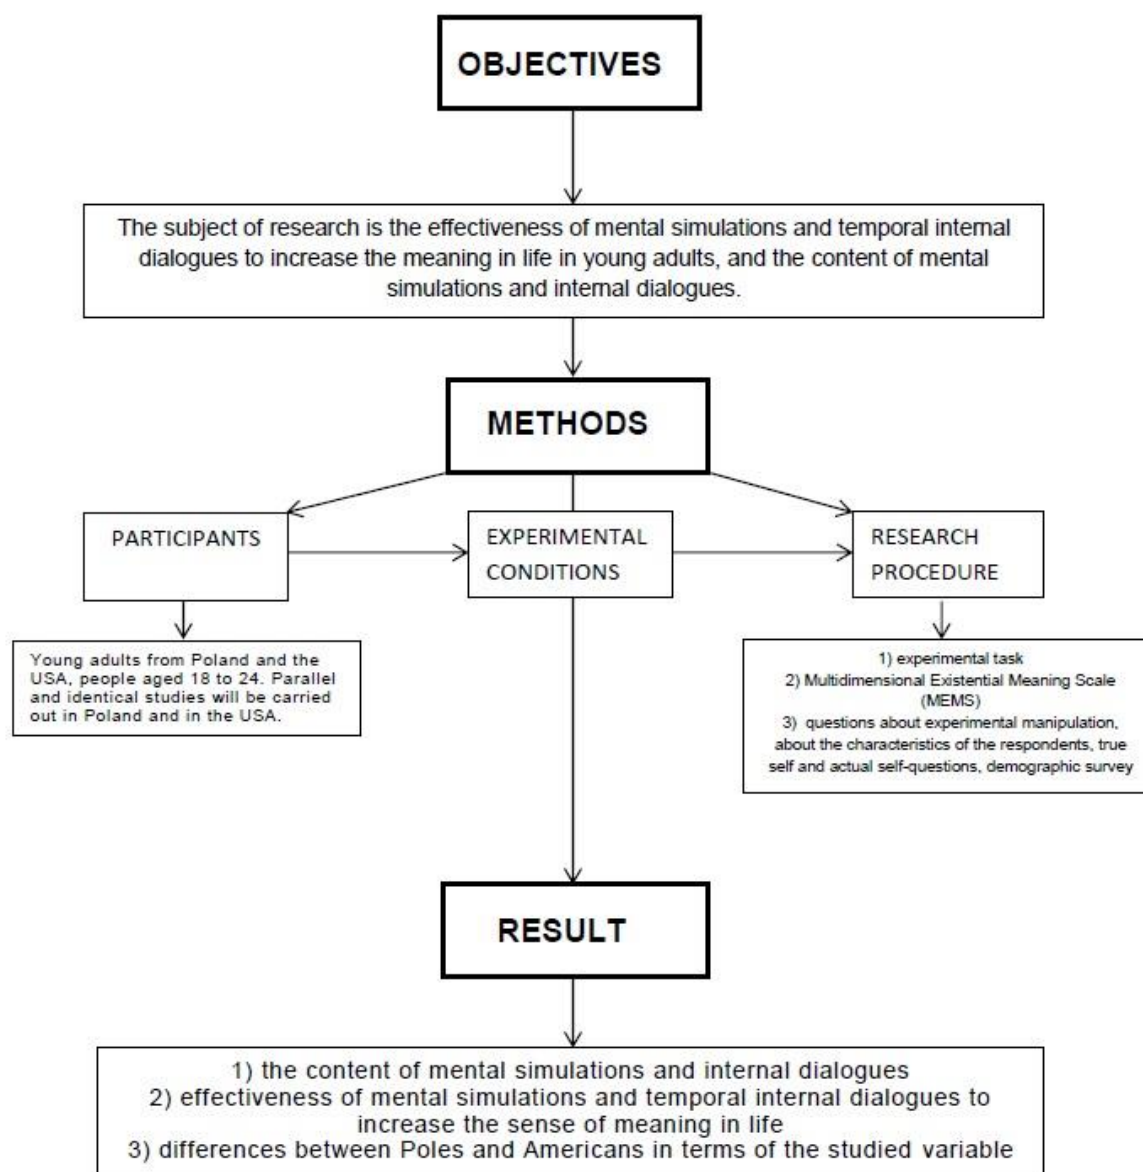 OBJECTIVES
The subject of research is the effectiveness of mental simulations and temporal internal
dialogues to increase the meaning in life in young adults, and the content of mental
simulations and internal dialogues.
METHODS
PARTICIPANTS
EXPERIMENTAL
CONDITIONS
RESEARCH
PROCEDURE
Young adults from Poland and the
USA, people aged 18 to 24. Parallel
and identical studies will be carried
out in Poland and in the USA.
1) experimental task
2) Multidimensional Existential Meaning Scale
(MEMS)
3) questions about experimental manipulation,
about the characteristics of the respondents, true
self and actual self-questions, demographic survey
RESULT
1) the content of mental simulations and internal dialogues
2) effectiveness of mental simulations and temporal internal dialogues to
increase the sense of meaning in life
3) differences between Poles and Americans in terms of the studied variable